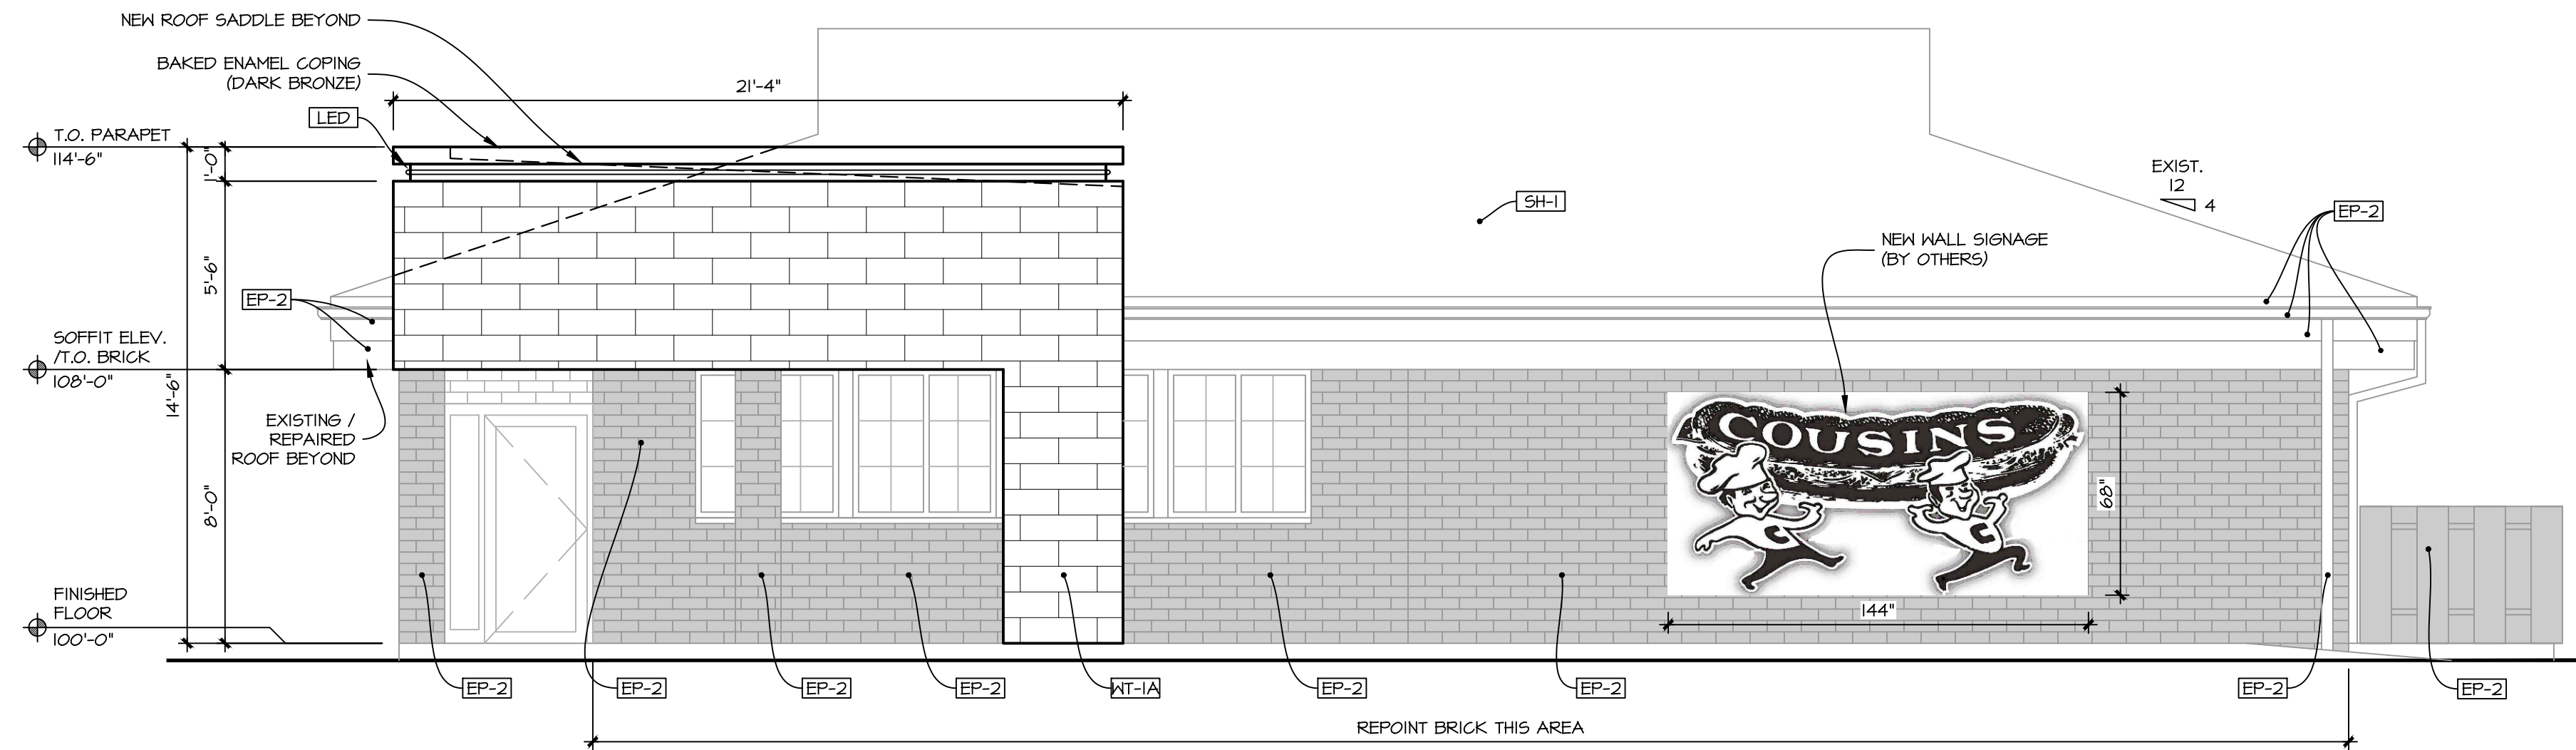 NEW ROOF SADDLE BEYOND
BAKED ENAMEL COPING
(DARK BRONZE)
21'-4"
LED
T.O. PARAPET
114'-6"
1'-0"
EXIST.
12
4
SH-1
EP-2
NEW WALL SIGNAGE
(BY OTHERS)
5'-6"
EP-2
SOFFIT ELEV.
/T.O. BRICK
108'-0"
14'-6"
EXISTING /
REPAIRED
ROOF BEYOND
COUSINS
C
C
68"
8'-0"
144"
FINISHED
FLOOR
100'-0"
EP-2
EP-2
EP-2
EP-2
WT-1A
EP-2
EP-2
EP-2
EP-2
REPOINT BRICK THIS AREA